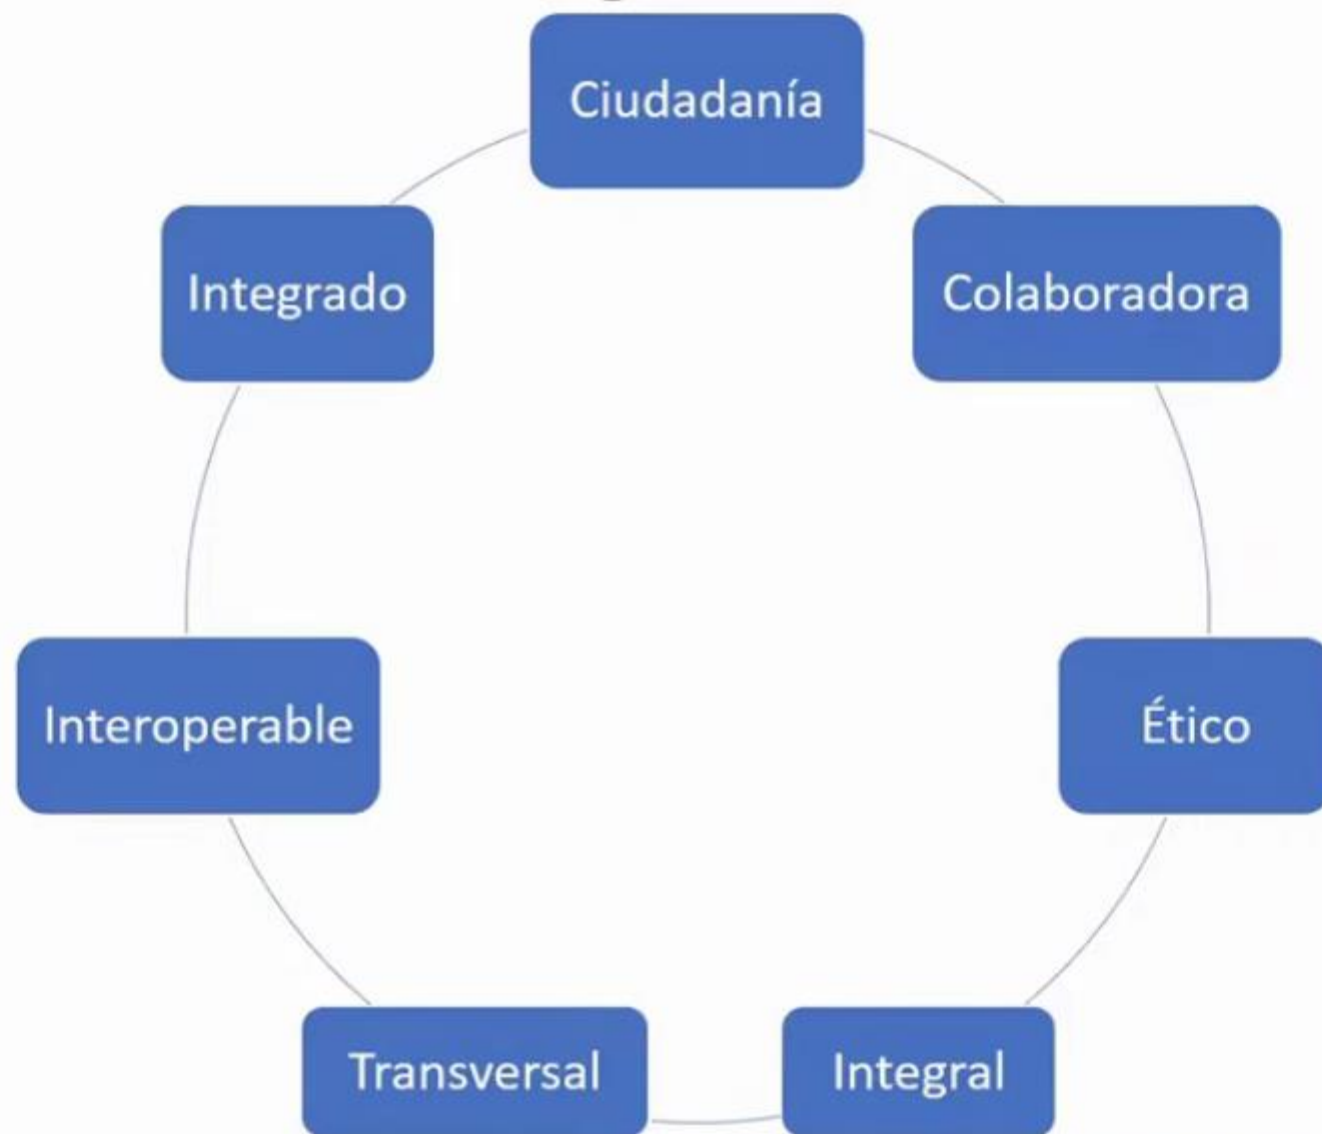 Ciudadanía
Colaboradora
Ético
Integral
Transversal
Interoperable
Integrado